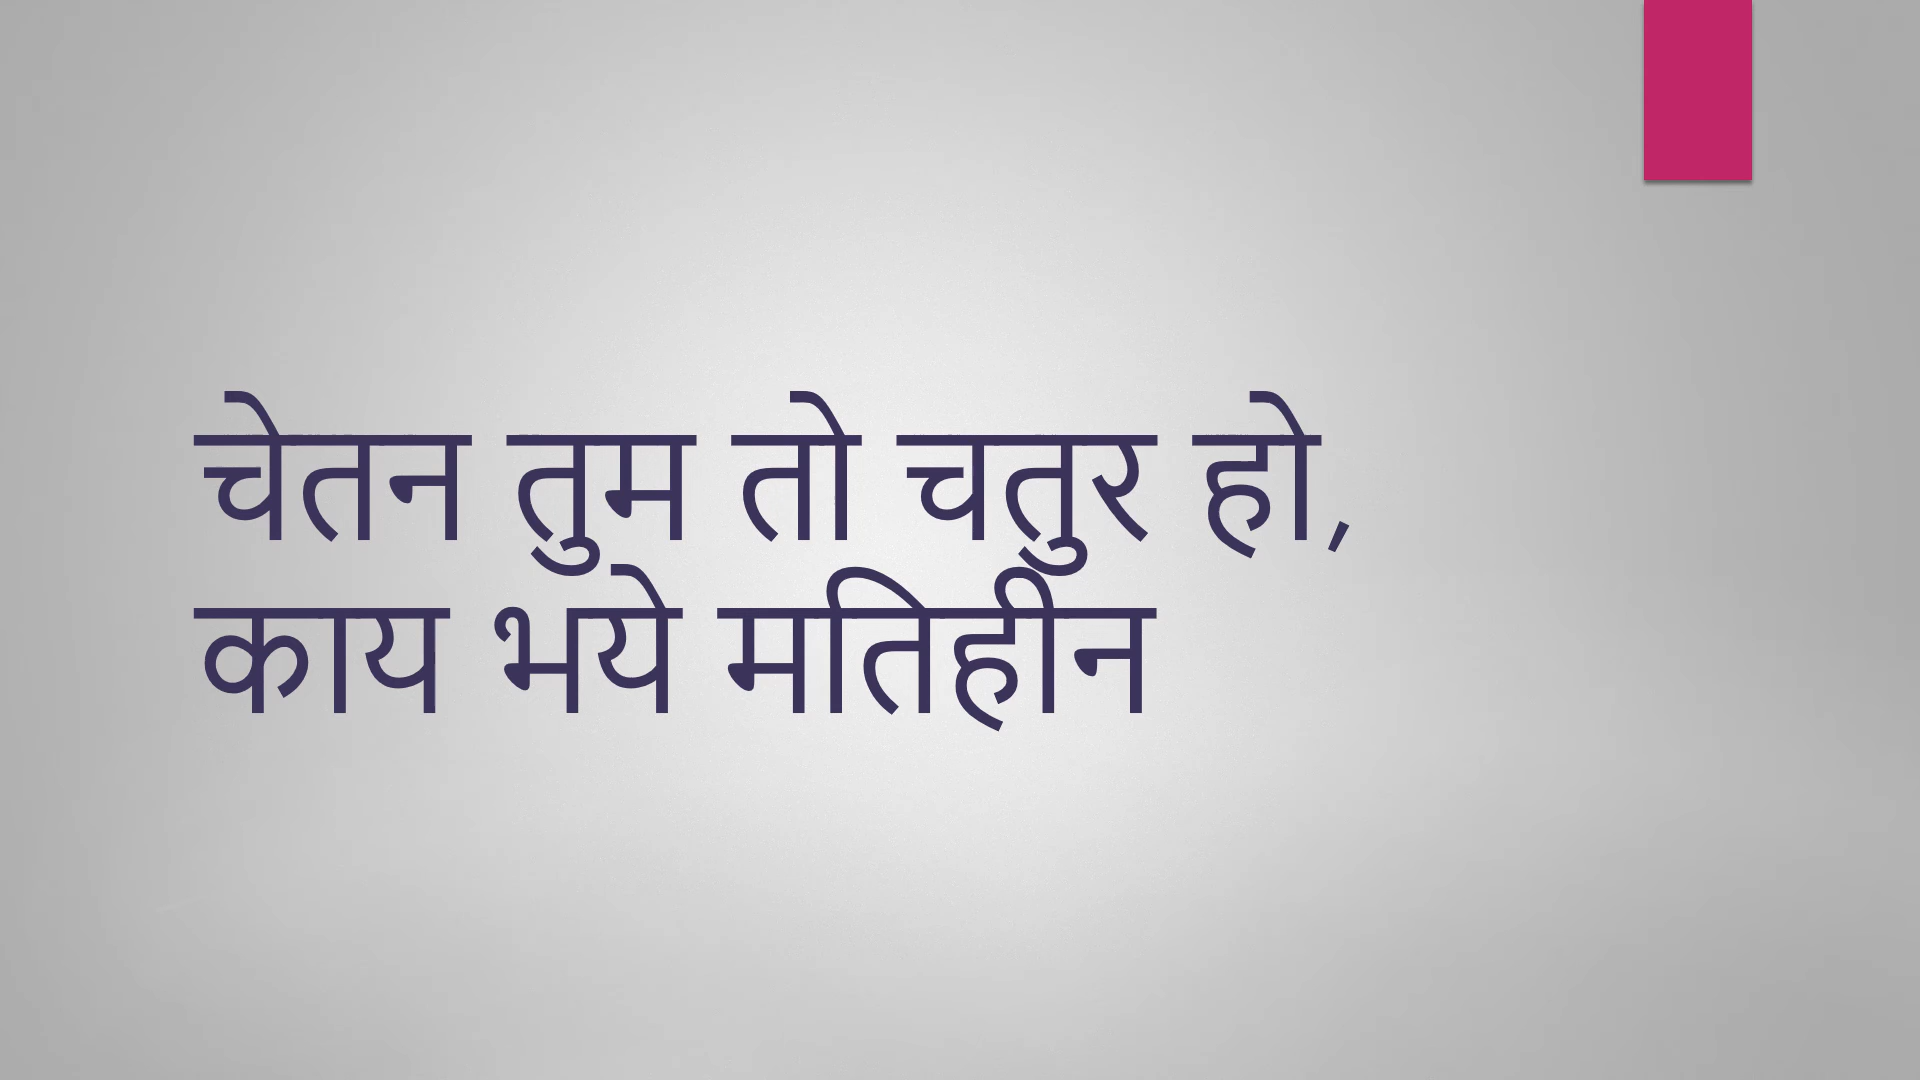 चेतन तुम तो चतुर हो,
काय भये मतिहीन